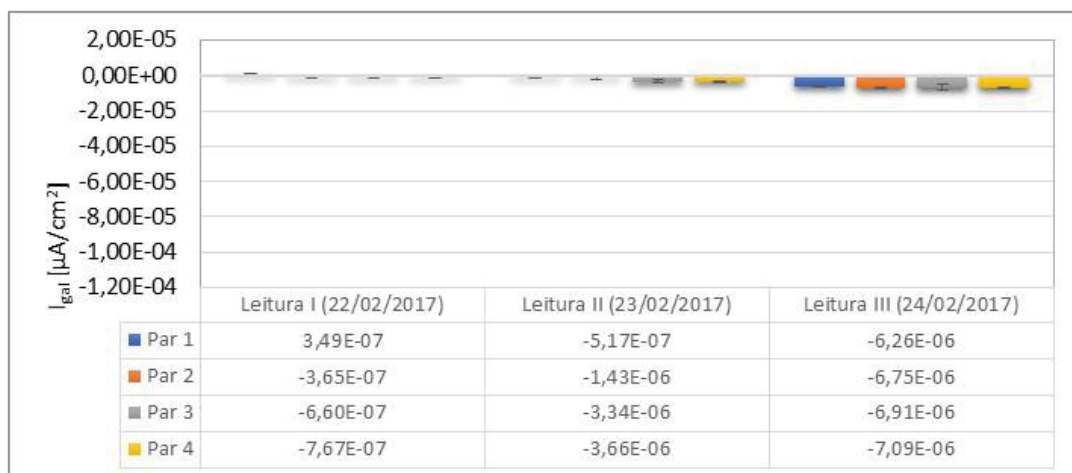 2,00E-05
0,00E+00
-2,00E-05
-4,00E-05
-6,00E-05
-8,00E-05
-1,00E-04
-1,20E-04
I_gal [µA/cm²]
Leitura I (22/02/2017) Leitura II (23/02/2017) Leitura III (24/02/2017)
Par 1 3,49E-07 -5,17E-07 -6,26E-06
Par 2 -3,65E-07 -1,43E-06 -6,75E-06
Par 3 -6,60E-07 -3,34E-06 -6,91E-06
Par 4 -7,67E-07 -3,66E-06 -7,09E-06